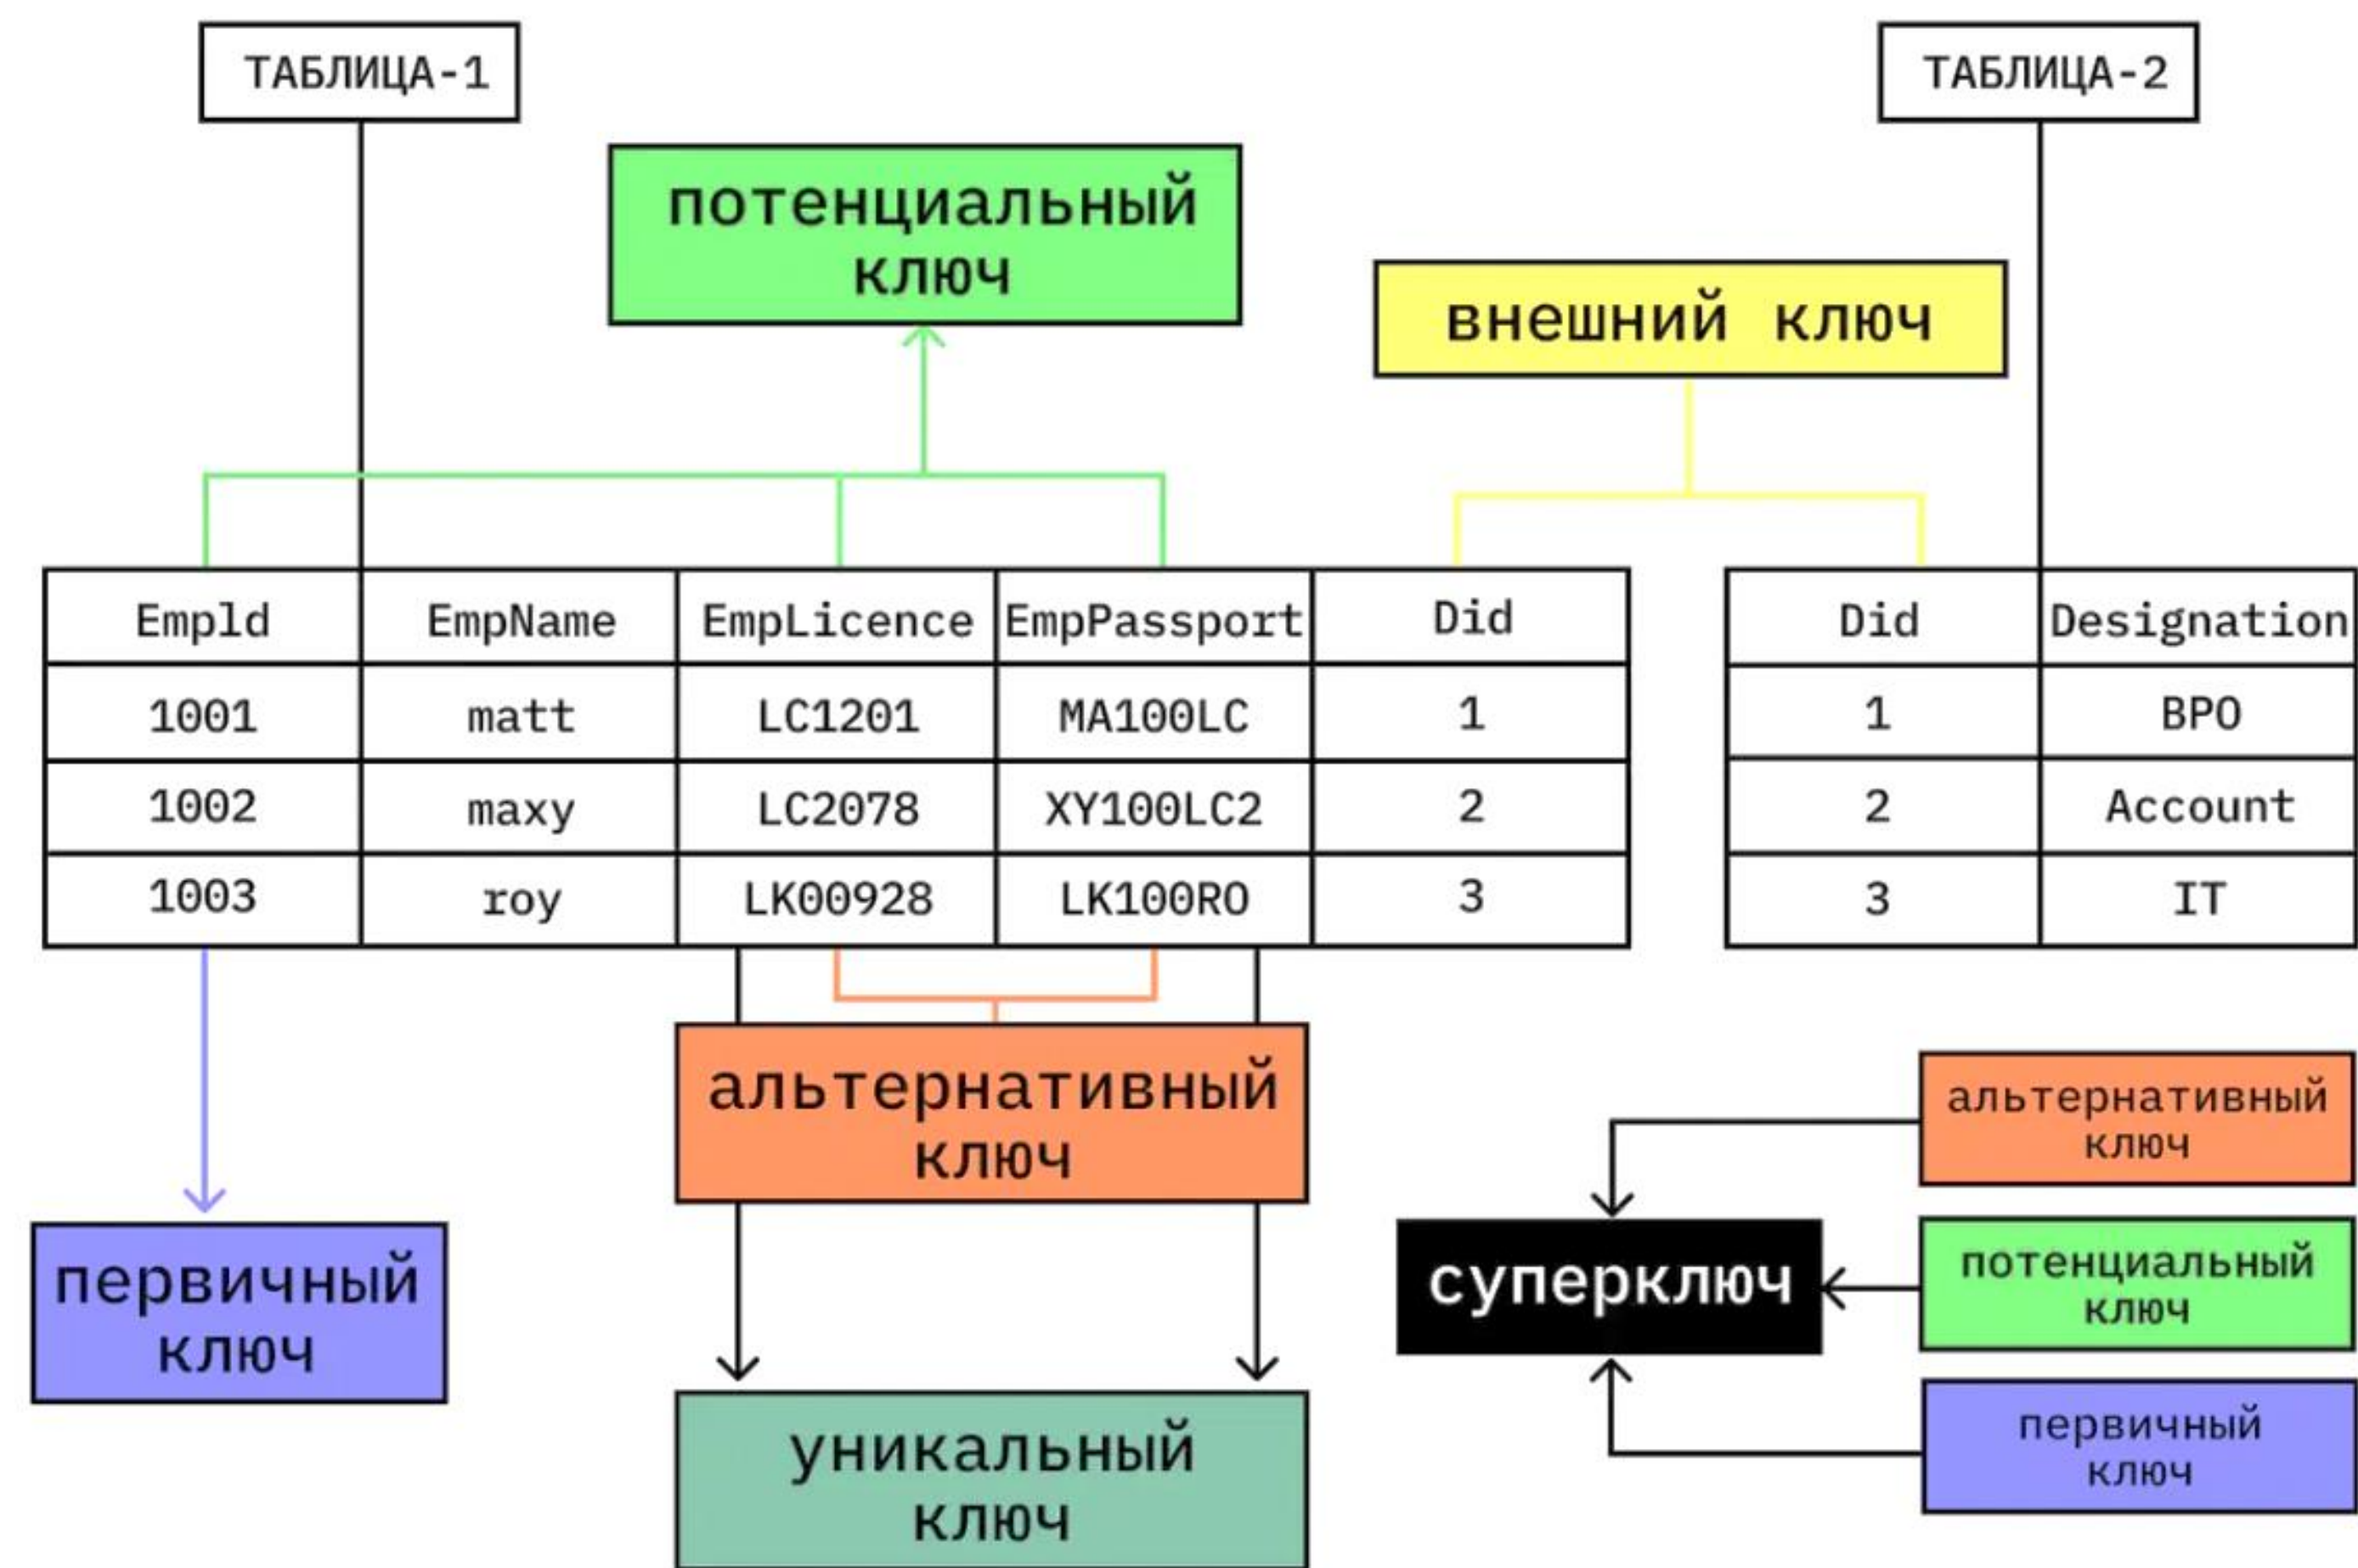 ТАБЛИЦА-1
ТАБЛИЦА-2
потенциальный
ключ
внешний ключ
Empld EmpName EmpLicence EmpPassport Did
1001 matt LC1201 MA100LC 1
1002 maxy LC2078 XY100LC2 2
1003 roy LK00928 LK100RO 3
Did Designation
1 BPO
2 Account
3 IT
альтернативный
ключ
первичный
ключ
уникальный
ключ
суперключ
альтернативный
ключ
потенциальный
ключ
первичный
ключ